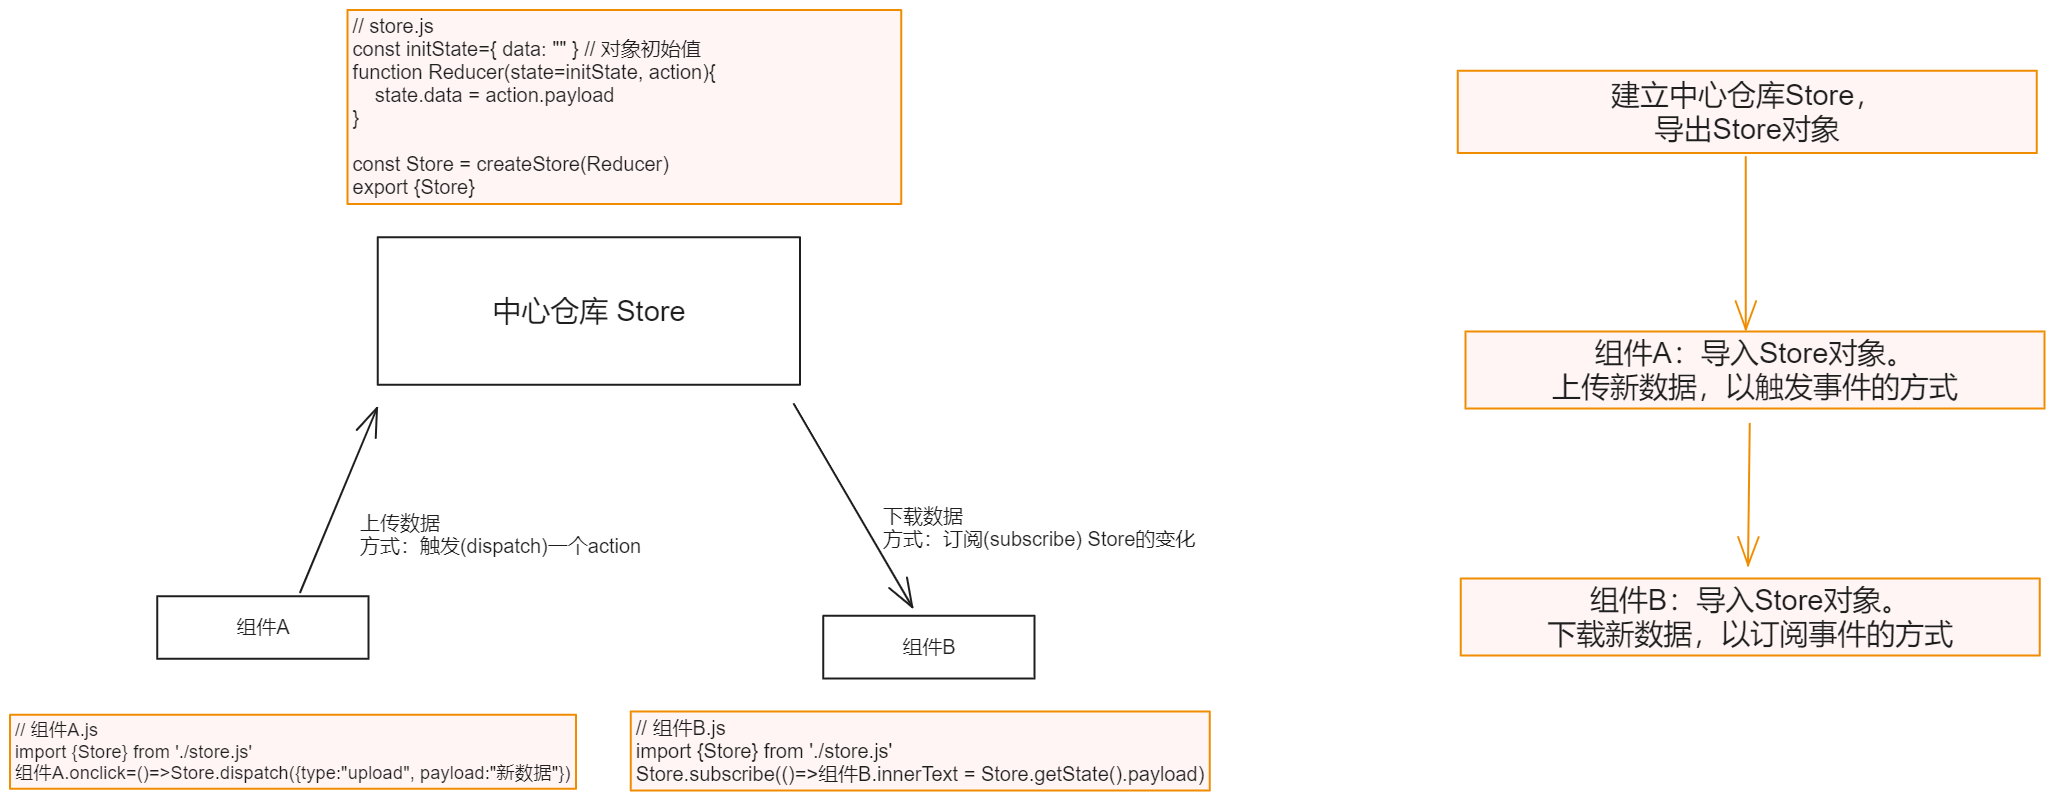 // store.js
const initState={ data: "" } // 对象初始值
function Reducer(state=initState, action){
    state.data = action.payload
}
const Store = createStore(Reducer)
export {Store}
中心仓库 Store
上传数据
方式：触发(dispatch)一个action
下载数据
方式：订阅(subscribe) Store的变化
组件A
组件B
// 组件A.js
import {Store} from './store.js'
组件A.onclick=()=>Store.dispatch({type:"upload", payload:"新数据"})
// 组件B.js
import {Store} from './store.js'
Store.subscribe(()=>组件B.innerText = Store.getState().payload)
建立中心仓库Store，
导出Store对象
组件A：导入Store对象。
上传新数据，以触发事件的方式
组件B：导入Store对象。
下载新数据，以订阅事件的方式